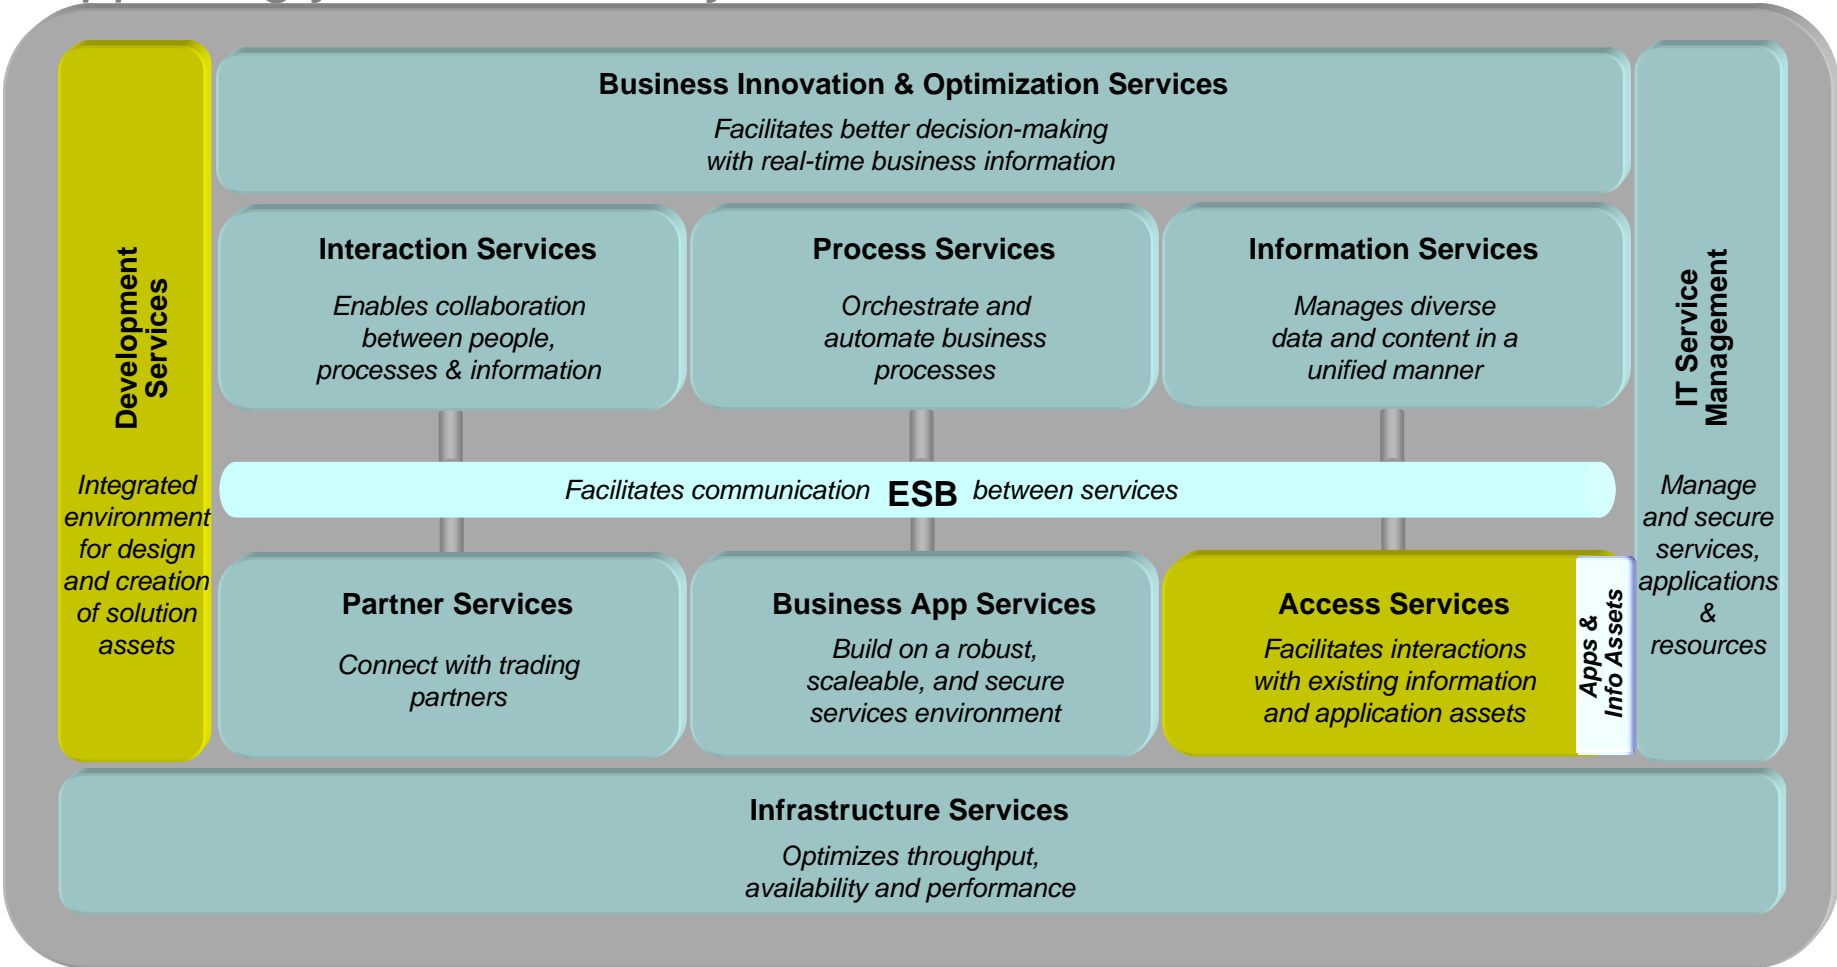 Business Innovation & Optimization Services
Facilitates better decision-making
with real-time business information
Development
Services
Integrated
environment
for design
and creation
of solution
assets
Interaction Services
Enables collaboration
between people,
processes & information
Process Services
Orchestrate and
automate business
processes
Information Services
Manages diverse
data and content in a
unified manner
IT Service
Management
Manage
and secure
services,
applications
&
resources
Facilitates communication ESB between services
Partner Services
Connect with trading
partners
Business App Services
Build on a robust,
scaleable, and secure
services environment
Access Services
Facilitates interactions
with existing information
and application assets
Apps &
Info Assets
Infrastructure Services
Optimizes throughput,
availability and performance